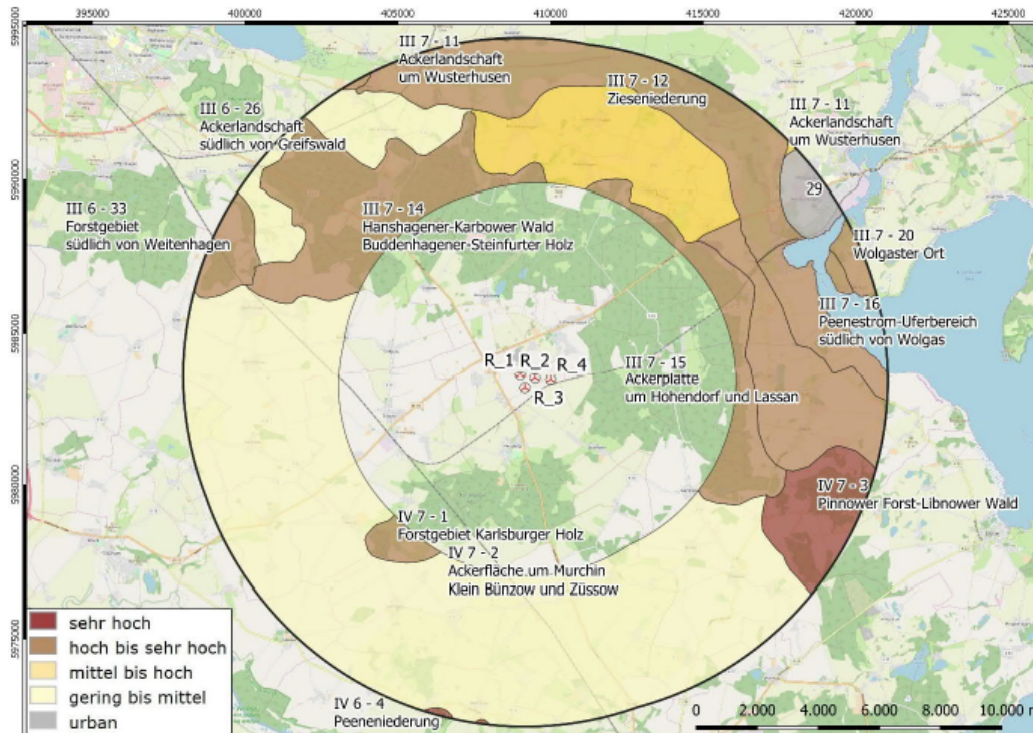 395000 400000 405000 410000 415000 420000 425000
5995000
5990000
5985000
5980000
5975000
III 7 - 11
Ackerlandschaft
um Wusterhusen
III 7 - 12
Zieseniederung
III 7 - 11
Ackerlandschaft
um Wusterhusen
III 6 - 26
Ackerlandschaft
südlich von Greifswald
29
III 6 - 33
Forstgebiet
südlich von Weitenhagen
III 7 - 14
Hanshagener-Karbower Wald
Buddenhagener-Steinfurter Holz
III 7 - 20
Wolgaster Ort
III 7 - 16
Peenestrom-Uferbereich
südlich von Wolgas
R_1 R_2 R_4
R_3
III 7 - 15
Ackerplatte
um Hohendorf und Lassan
IV 7 - 3
Pinnower Forst-Libnower Wald
IV 7 - 1
Forstgebiet Karlsburger Holz
IV 7 - 2
Ackerfläche um Murchin
Klein Bünzow und Züssow
IV 6 - 4
Peeneniederung
sehr hoch
hoch bis sehr hoch
mittel bis hoch
gering bis mittel
urban
0 2.000 4.000 6.000 8.000 10.000 m